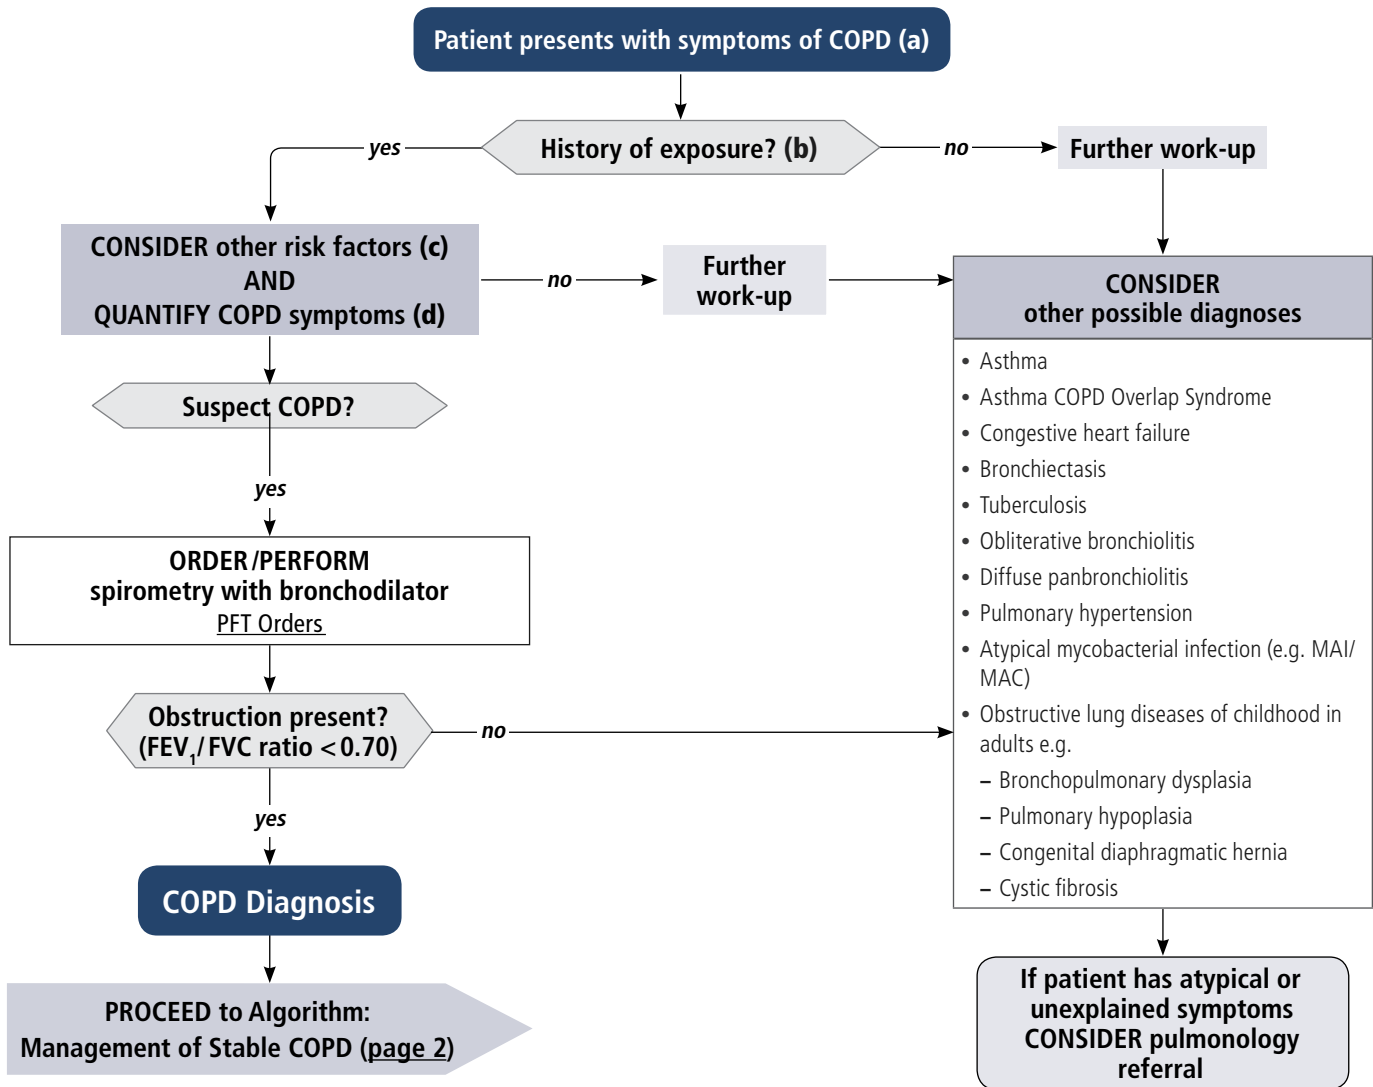 Patient presents with symptoms of COPD (a)
History of exposure? (b)
yes
no
Further work-up
CONSIDER other risk factors (c)
AND
QUANTIFY COPD symptoms (d)
no
Further
work-up
CONSIDER
other possible diagnoses
• Asthma
• Asthma COPD Overlap Syndrome
• Congestive heart failure
• Bronchiectasis
• Tuberculosis
• Obliterative bronchiolitis
• Diffuse panbronchiolitis
• Pulmonary hypertension
• Atypical mycobacterial infection (e.g. MAI/
MAC)
• Obstructive lung diseases of childhood in
adults e.g.
– Bronchopulmonary dysplasia
– Pulmonary hypoplasia
– Congenital diaphragmatic hernia
– Cystic fibrosis
Suspect COPD?
yes
ORDER/PERFORM
spirometry with bronchodilator
PFT Orders
Obstruction present?
(FEV1/FVC ratio <0.70)
no
yes
COPD Diagnosis
PROCEED to Algorithm:
Management of Stable COPD (page 2)
If patient has atypical or
unexplained symptoms
CONSIDER pulmonology
referral